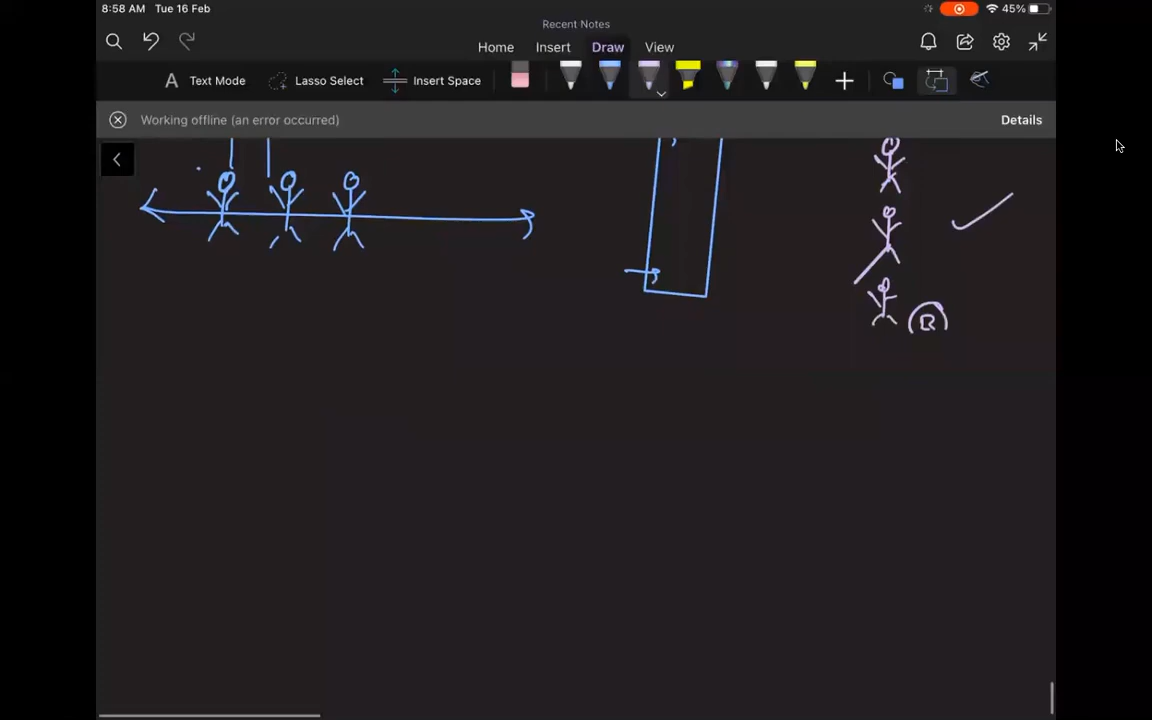 8:58 AM Tue 16 Feb
45%
Recent Notes
Home Insert Draw View
Text Mode Lasso Select Insert Space
Working offline (an error occurred) Details
R